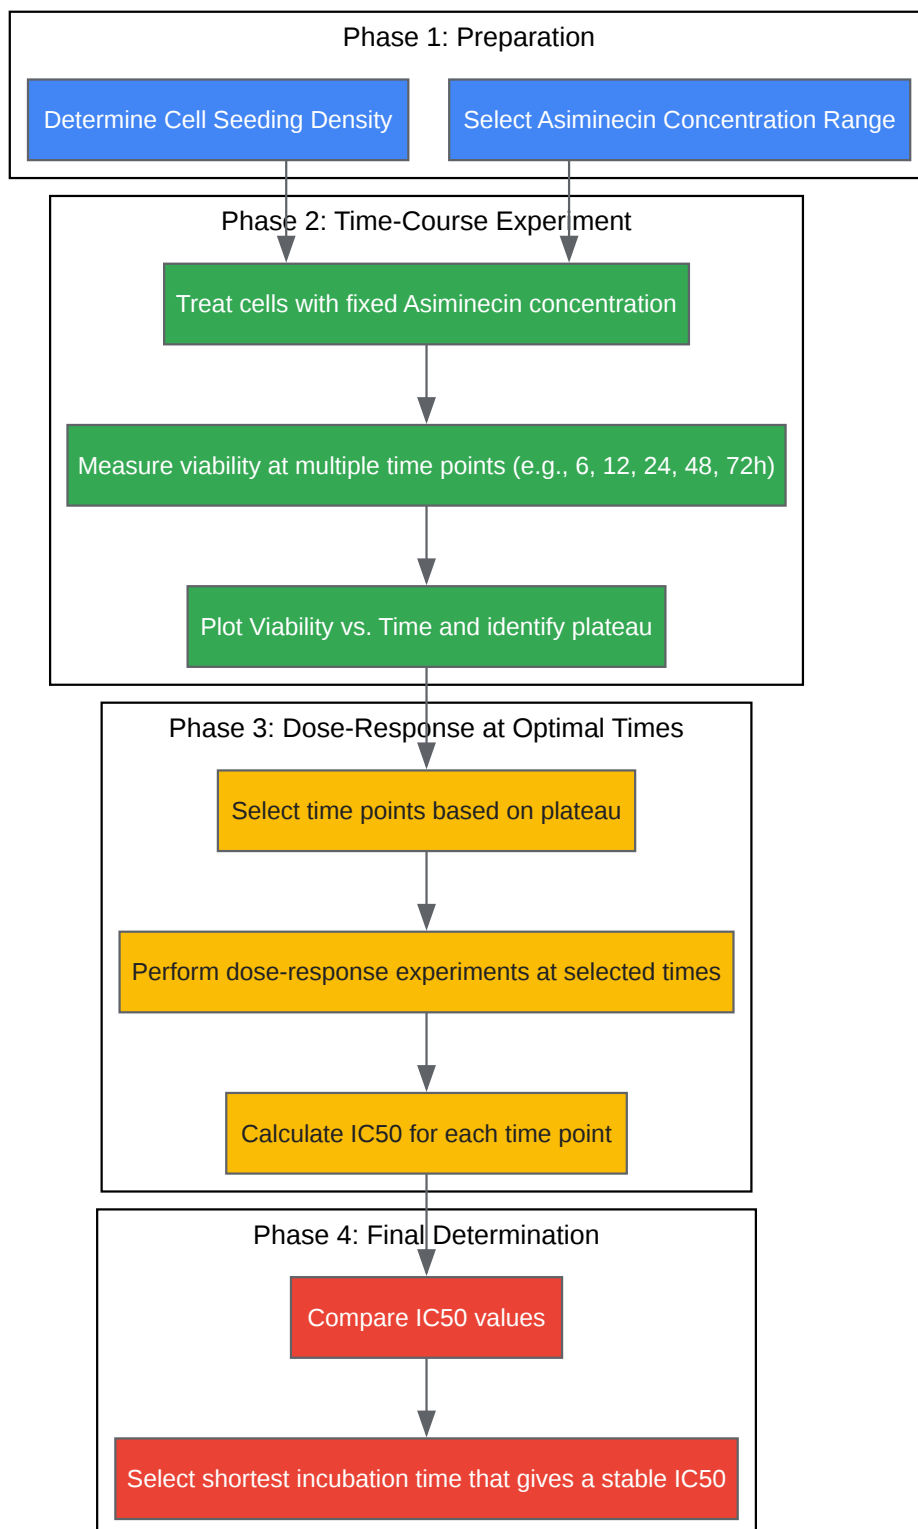 Phase 1: Preparation
Determine Cell Seeding Density
Select Asiminecin Concentration Range
Phase 2: Time-Course Experiment
Treat cells with fixed Asiminecin concentration
Measure viability at multiple time points (e.g., 6, 12, 24, 48, 72h)
Plot Viability vs. Time and identify plateau
Phase 3: Dose-Response at Optimal Times
Select time points based on plateau
Perform dose-response experiments at selected times
Calculate IC50 for each time point
Phase 4: Final Determination
Compare IC50 values
Select shortest incubation time that gives a stable IC50